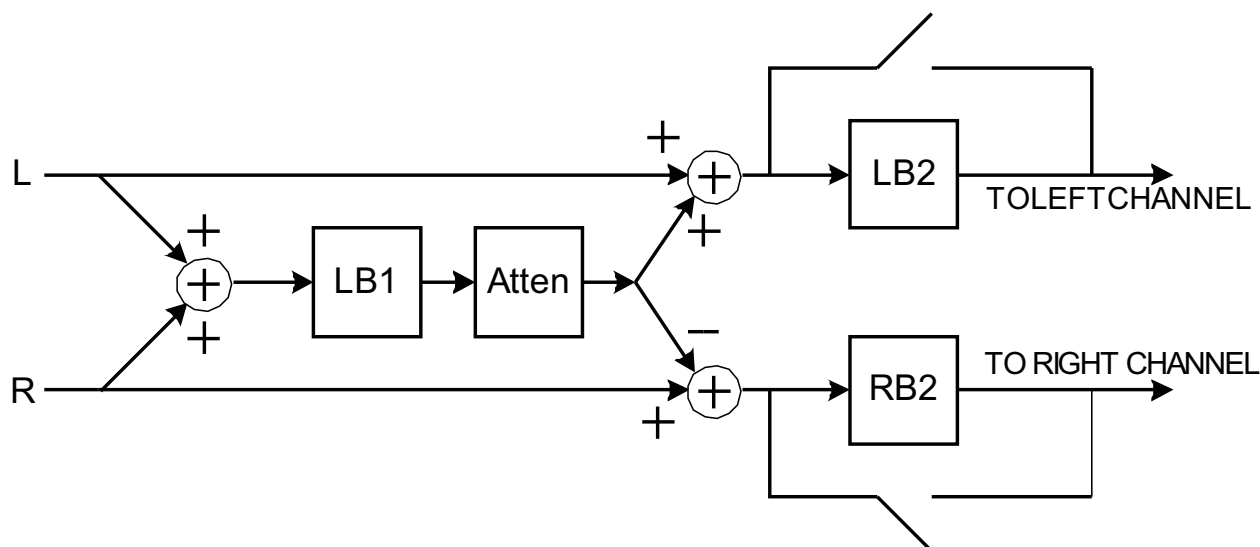 +
L
+
LB2
TOLEFTCHANNEL
+
+
+
LB1
Atten
+
--
TO RIGHT CHANNEL
R
+
RB2
+